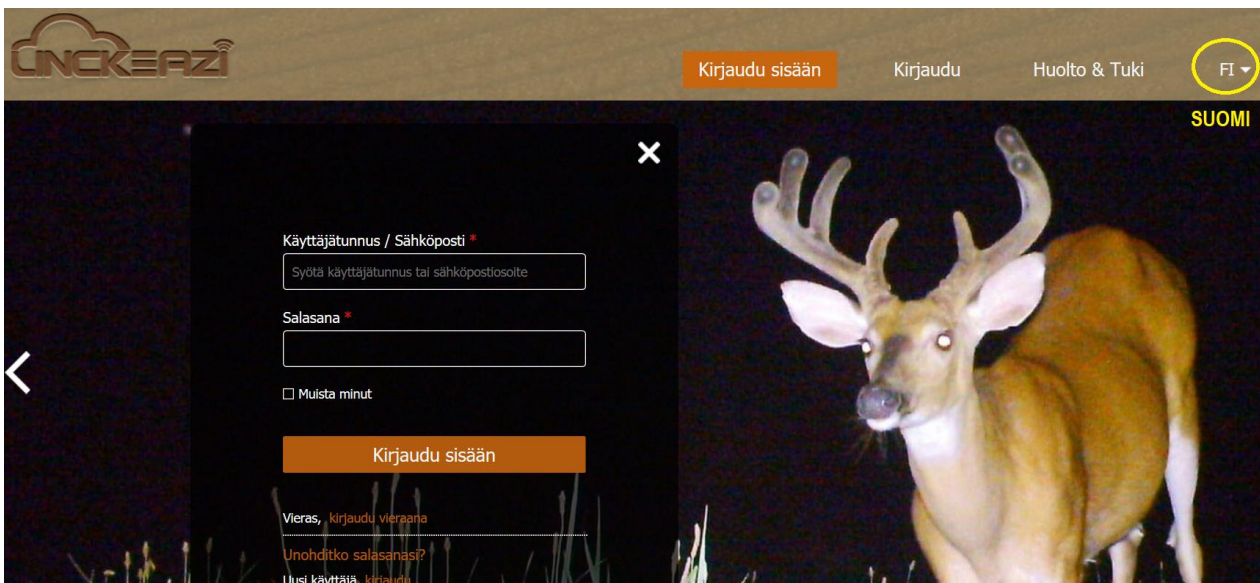 LINCKEAZI
Kirjaudu sisään Kirjaudu Huolto & Tuki FI
SUOMI
Käyttäjätunnus / Sähköposti *
Syötä käyttäjätunnus tai sähköpostiosoite
Salasana *
Muista minut
Kirjaudu sisään
Vieras, kirjaudu vieraana
Unohditko salasanasi?
Uusi käyttäjä, kirjaudu